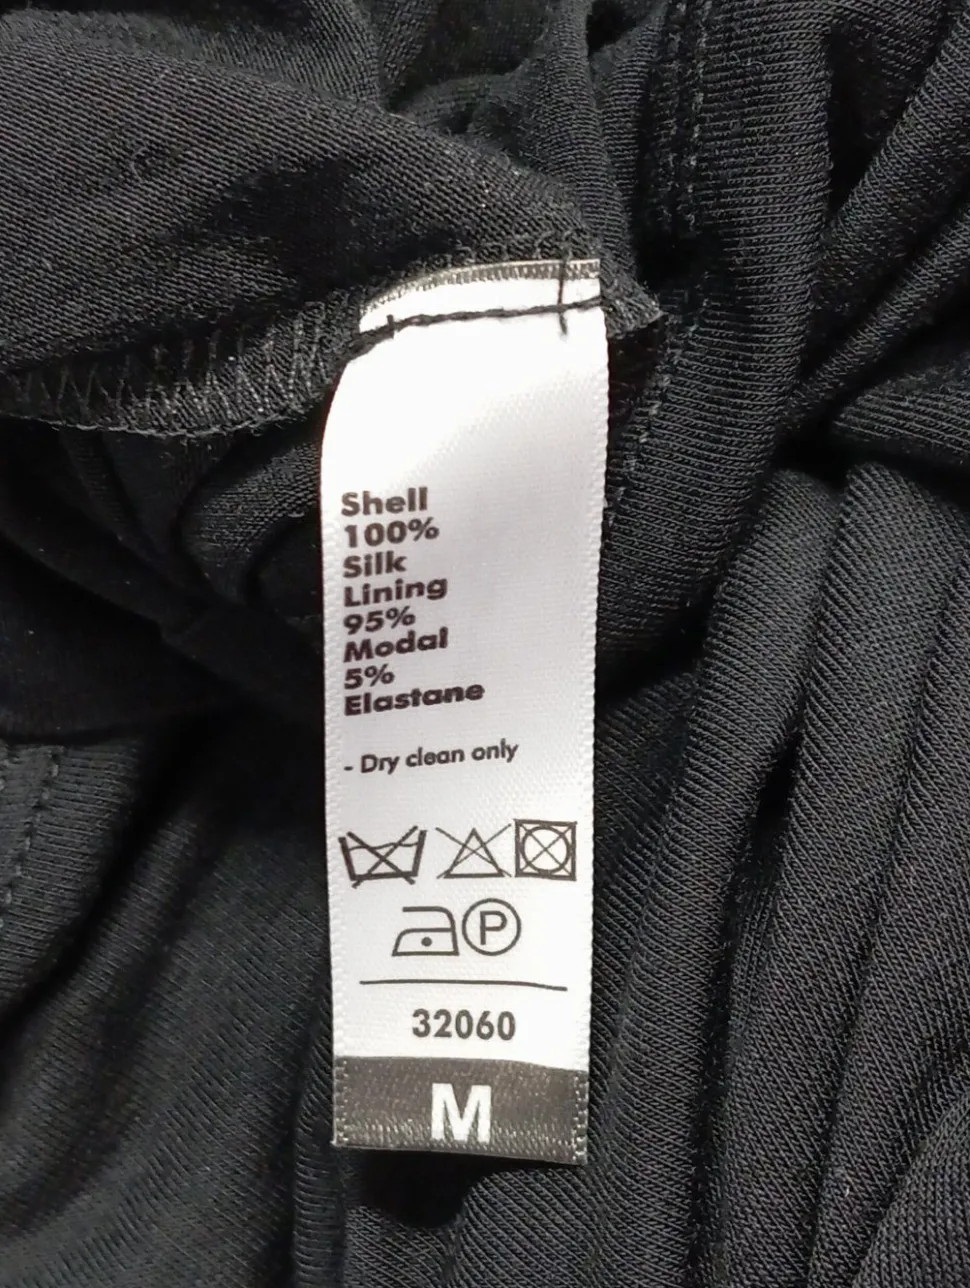 Shell
100%
Silk
Lining
95%
Modal
5%
Elastane
- Dry clean only
P
32060
M